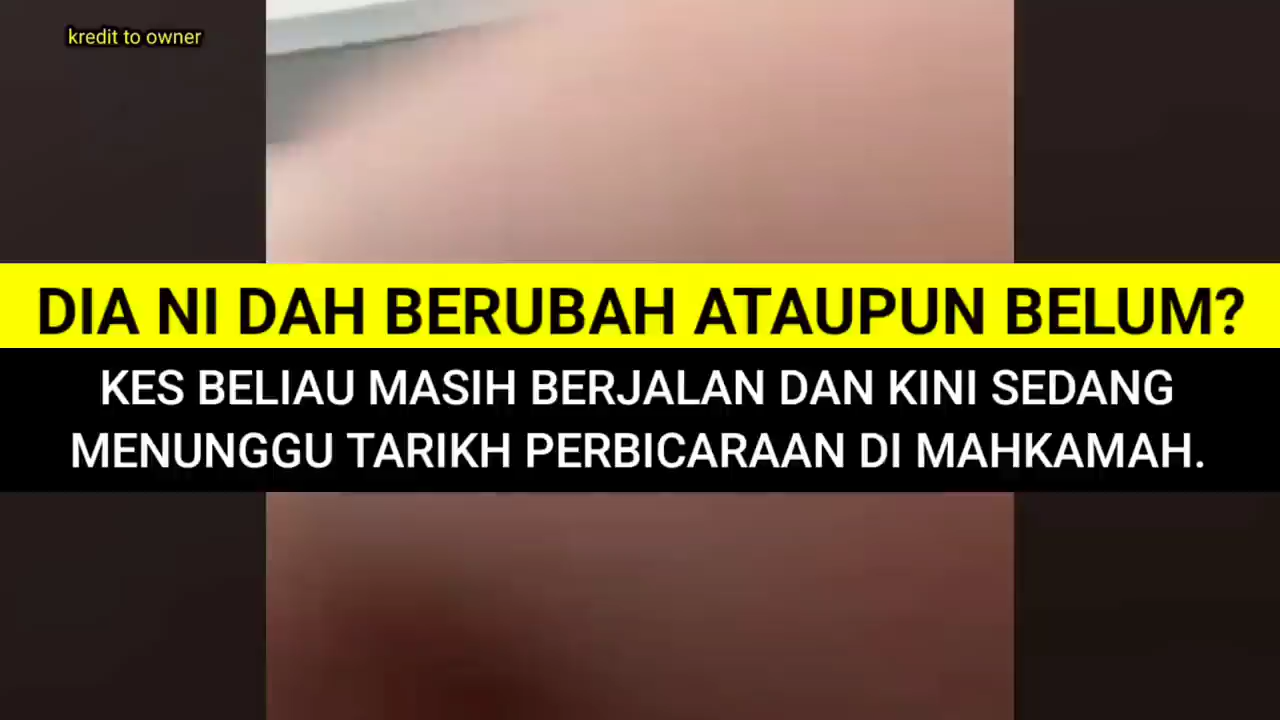 kredit to owner
DIA NI DAH BERUBAH ATAUPUN BELUM?
KES BELIAU MASIH BERJALAN DAN KINI SEDANG
MENUNGGU TARIKH PERBICARAAN DI MAHKAMAH.